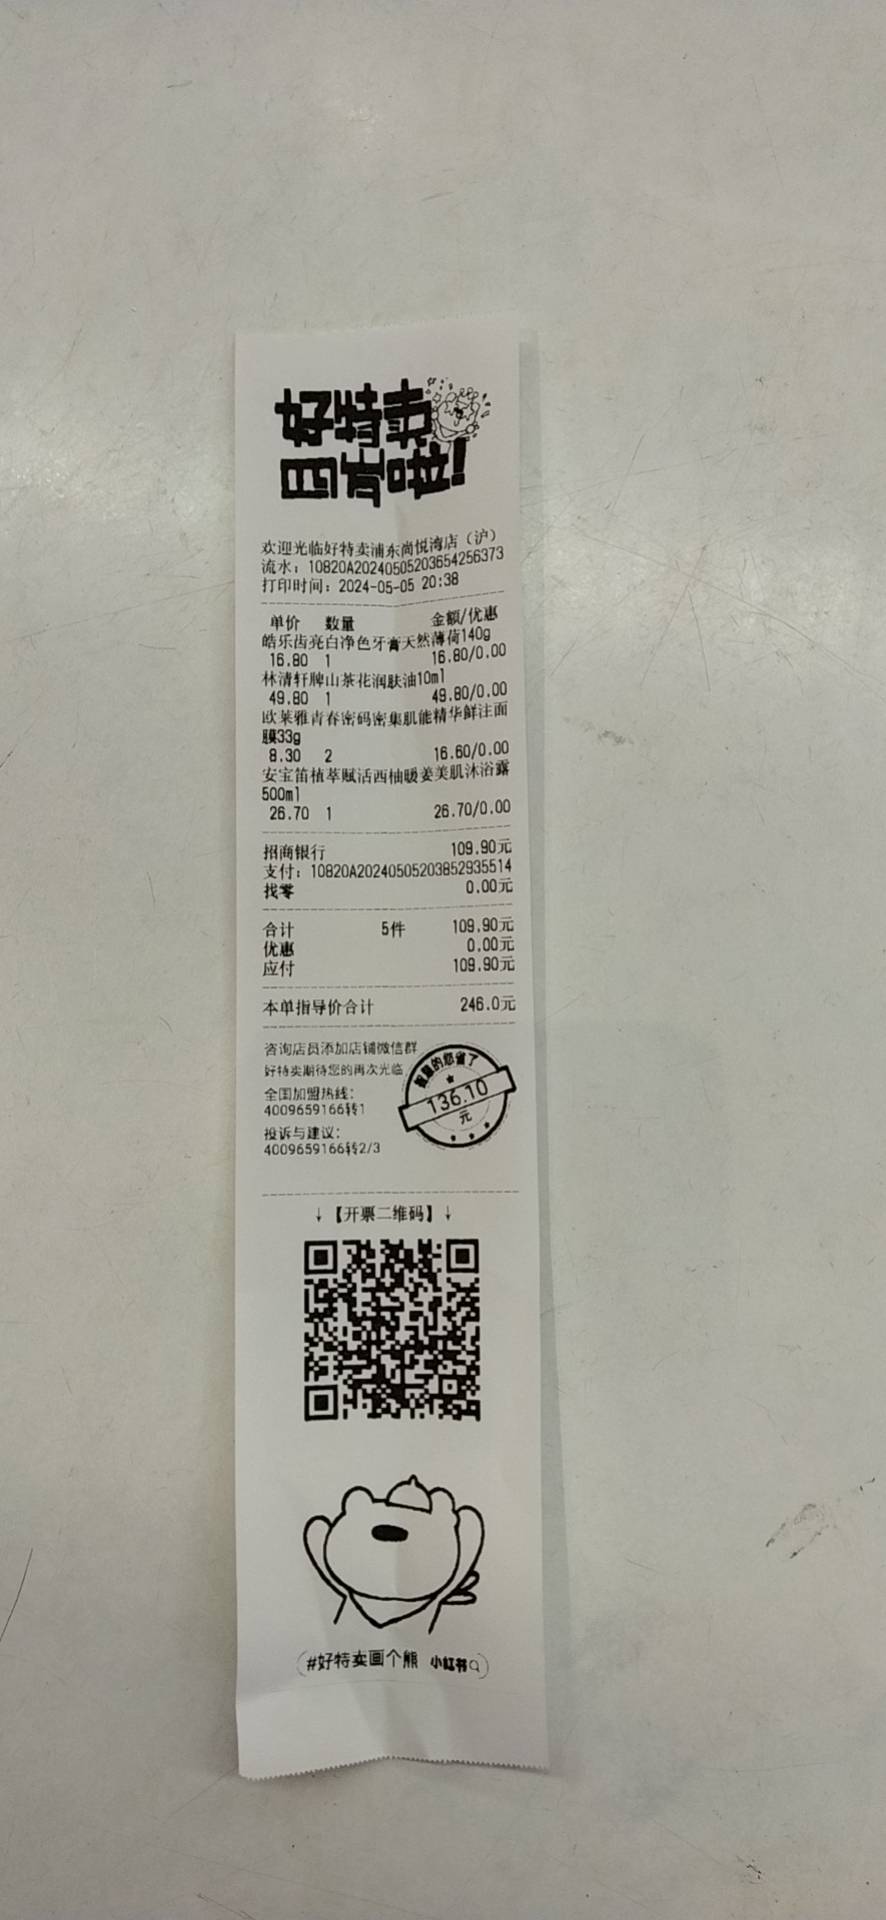 好特卖
欢迎光临好特卖浦东尚悦湾店（沪）
流水：10820A20240505203654256373
打印时间：2024-05-05 20:38
单价 数量 金额/优惠
皓乐齿亮白净色牙膏天然薄荷140g
16.80 1 16.80/0.00
林清轩牌山茶花润肤油10ml
49.80 1 49.80/0.00
欧莱雅青春密码密集肌能精华鲜注面
膜33g
8.30 2 16.60/0.00
安宝笛植萃赋活西柚暖姜美肌沐浴露
500ml
26.70 1 26.70/0.00
招商银行 109.90元
支付：10820A20240505203852935514
找零 0.00元
合计 5件 109.90元
优惠 0.00元
应付 109.90元
本单指导价合计 246.0元
咨询店员添加店铺微信群
好特卖期待您的再次光临
全国加盟热线：
4009659166转1
投诉与建议：
4009659166转2/3
的您省了
136.10
元
↓【开票二维码】↓
#好特卖画个熊 小红书